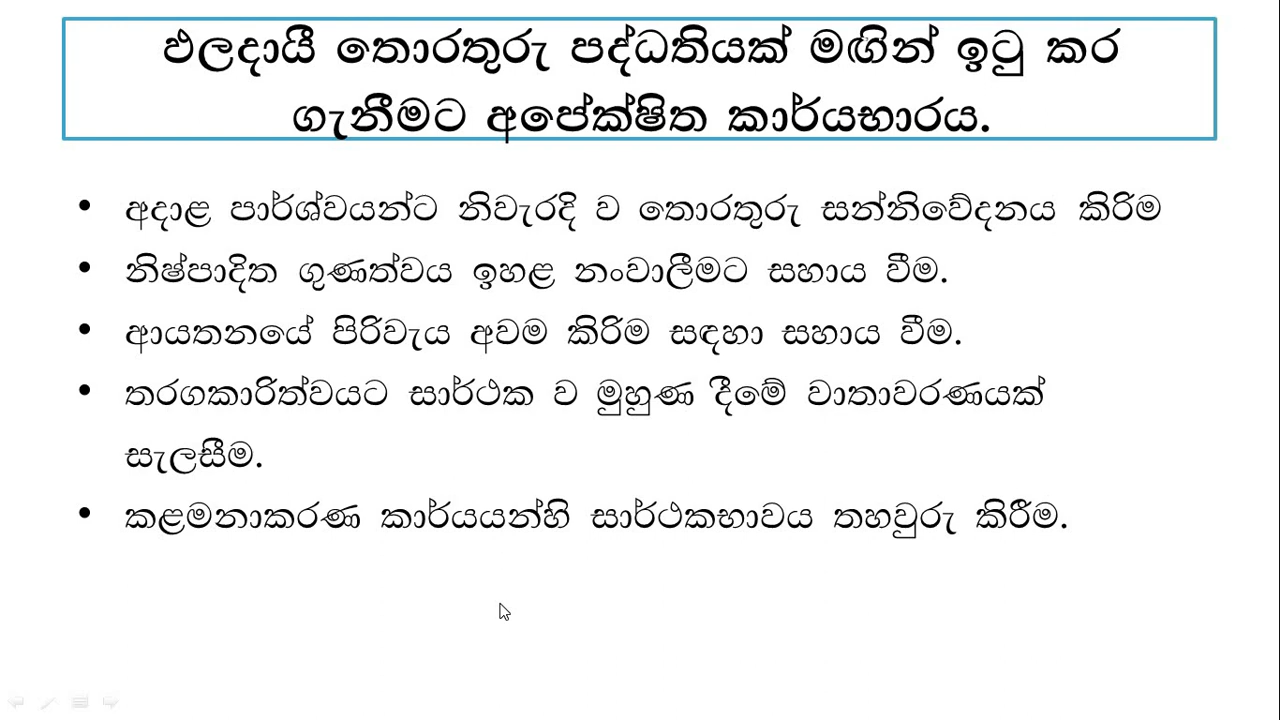 ඵලදායී තොරතුරු පද්ධතියක් මඟින් ඉටු කර
ගැනීමට අපේක්ෂිත කාර්යභාරය.
• අදාළ පාර්ශ්වයන්ට නිවැරදි ව තොරතුරු සන්නිවේදනය කිරිම
• නිෂ්පාදිත ගුණත්වය ඉහළ නංවාලීමට සහාය වීම.
• ආයතනයේ පිරිවැය අවම කිරිම සඳහා සහාය වීම.
• තරගකාරිත්වයට සාර්ථක ව මුහුණ දීමේ වාතාවරණයක්
සැලසීම.
• කළමනාකරණ කාර්යයන්හි සාර්ථකභාවය තහවුරු කිරීම.